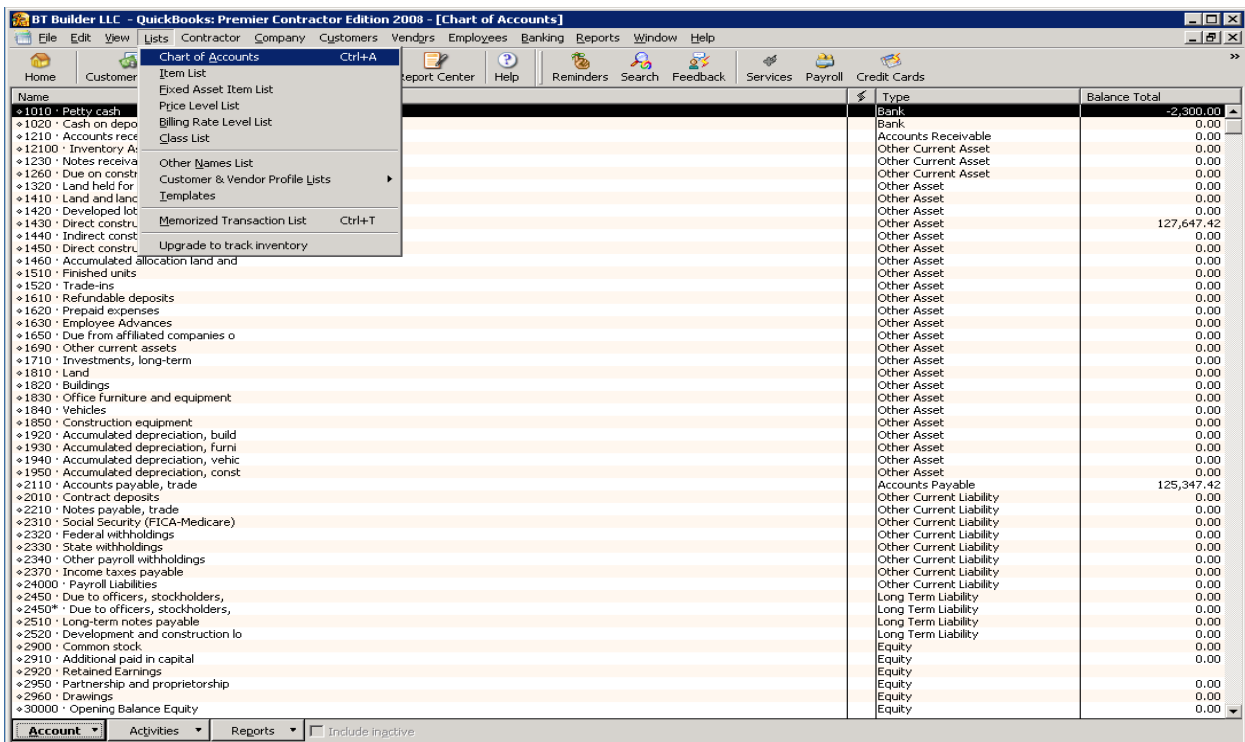 BT Builder LLC - QuickBooks: Premier Contractor Edition 2008 - [Chart of Accounts]
File Edit View Lists Contractor Company Customers Vendors Employees Banking Reports Window Help
Home Customer Report Center Help Reminders Search Feedback Services Payroll Credit Cards »
Chart of Accounts Ctrl+A
Item List
Fixed Asset Item List
Price Level List
Billing Rate Level List
Class List
Other Names List
Customer & Vendor Profile Lists
Templates
Memorized Transaction List Ctrl+T
Upgrade to track inventory
Name Type Balance Total
1010 · Petty cash Bank -2,300.00
1020 · Cash on depo Bank 0.00
1210 · Accounts rece Accounts Receivable 0.00
12100 · Inventory As Other Current Asset 0.00
1230 · Notes receiva Other Current Asset 0.00
1260 · Due on constr Other Current Asset 0.00
1320 · Land held for Other Asset 0.00
1410 · Land and land Other Asset 0.00
1420 · Developed lot Other Asset 0.00
1430 · Direct constru Other Asset 127,647.42
1440 · Indirect const Other Asset 0.00
1450 · Direct constru Other Asset 0.00
1460 · Accumulated allocation land and Other Asset 0.00
1510 · Finished units Other Asset 0.00
1520 · Trade-ins Other Asset 0.00
1610 · Refundable deposits Other Asset 0.00
1620 · Prepaid expenses Other Asset 0.00
1630 · Employee Advances Other Asset 0.00
1650 · Due from affiliated companies o Other Asset 0.00
1690 · Other current assets Other Asset 0.00
1710 · Investments, long-term Other Asset 0.00
1810 · Land Other Asset 0.00
1820 · Buildings Other Asset 0.00
1830 · Office furniture and equipment Other Asset 0.00
1840 · Vehicles Other Asset 0.00
1850 · Construction equipment Other Asset 0.00
1920 · Accumulated depreciation, build Other Asset 0.00
1930 · Accumulated depreciation, furni Other Asset 0.00
1940 · Accumulated depreciation, vehic Other Asset 0.00
1950 · Accumulated depreciation, const Other Asset 0.00
2110 · Accounts payable, trade Accounts Payable 125,347.42
2010 · Contract deposits Other Current Liability 0.00
2210 · Notes payable, trade Other Current Liability 0.00
2310 · Social Security (FICA-Medicare) Other Current Liability 0.00
2320 · Federal withholdings Other Current Liability 0.00
2330 · State withholdings Other Current Liability 0.00
2340 · Other payroll withholdings Other Current Liability 0.00
2370 · Income taxes payable Other Current Liability 0.00
24000 · Payroll Liabilities Other Current Liability 0.00
2450 · Due to officers, stockholders, Long Term Liability 0.00
2450* · Due to officers, stockholders, Long Term Liability 0.00
2510 · Long-term notes payable Long Term Liability 0.00
2520 · Development and construction lo Long Term Liability 0.00
2900 · Common stock Equity 0.00
2910 · Additional paid in capital Equity 0.00
2920 · Retained Earnings Equity
2950 · Partnership and proprietorship Equity 0.00
2960 · Drawings Equity 0.00
30000 · Opening Balance Equity Equity 0.00
Account Activities Reports Include inactive